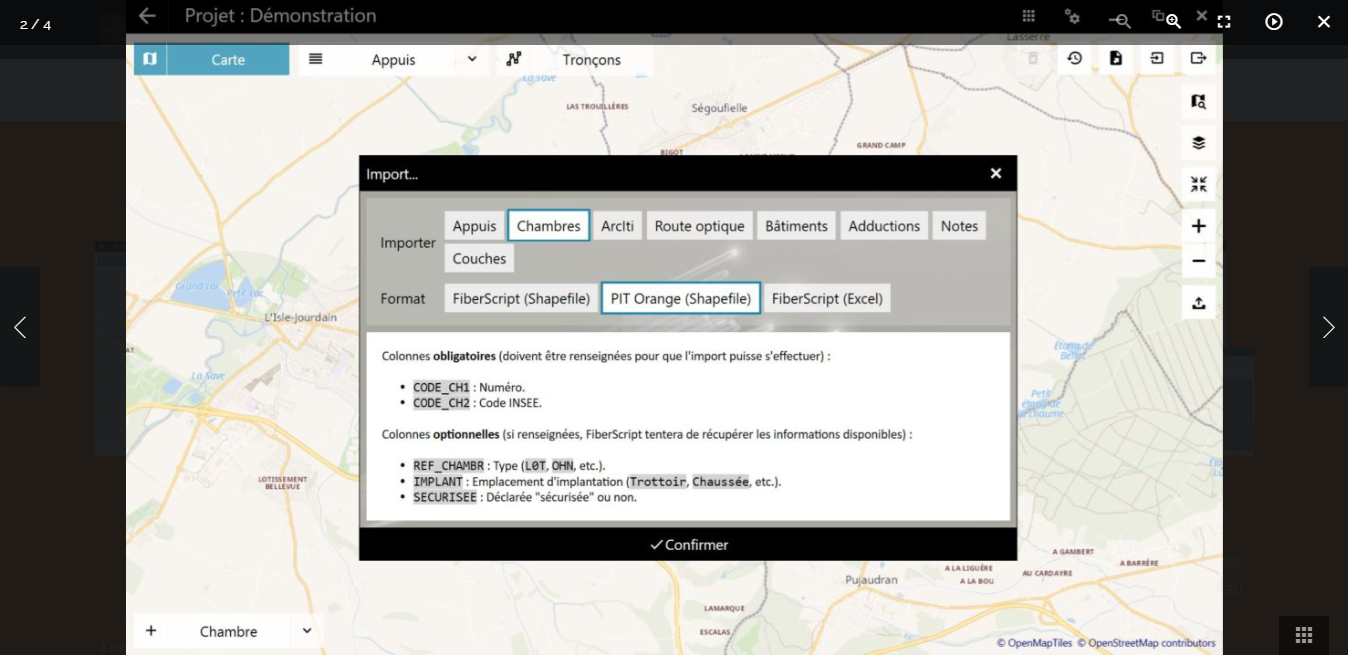 2 / 4
Projet : Démonstration
Lasserre
Carte
Appuis
Tronçons
La Save
LAS TROUILLÈRES
Ségoufielle
GRAND CAMP
BIGOT
Import...
Importer
Appuis
Chambres
Arclti
Route optique
Bâtiments
Adductions
Notes
Couches
Format
FiberScript (Shapefile)
PIT Orange (Shapefile)
FiberScript (Excel)
Colonnes obligatoires (doivent être renseignées pour que l'import puisse s'effectuer) :
• CODE_CH1 : Numéro.
• CODE_CH2 : Code INSEE.
Colonnes optionnelles (si renseignées, FiberScript tentera de récupérer les informations disponibles) :
• REF_CHAMBR : Type (L0T, OHN, etc.).
• IMPLANT : Emplacement d'implantation (Trottoir, Chaussée, etc.).
• SECURISEE : Déclarée "sécurisée" ou non.
Confirmer
Grand Lac
Petit Lac
L'Isle-Jourdain
La Save
LOTISSEMENT
BELLEVUE
Étang de
Petit
étang de
la chaume
A GAMBERT
A BARRÈRE
A LA LIGUÈRE
AU CARDAYRE
Pujaudran
A LA BOU
LAMARQUE
ESCALAS
Chambre
© OpenMapTiles © OpenStreetMap contributors